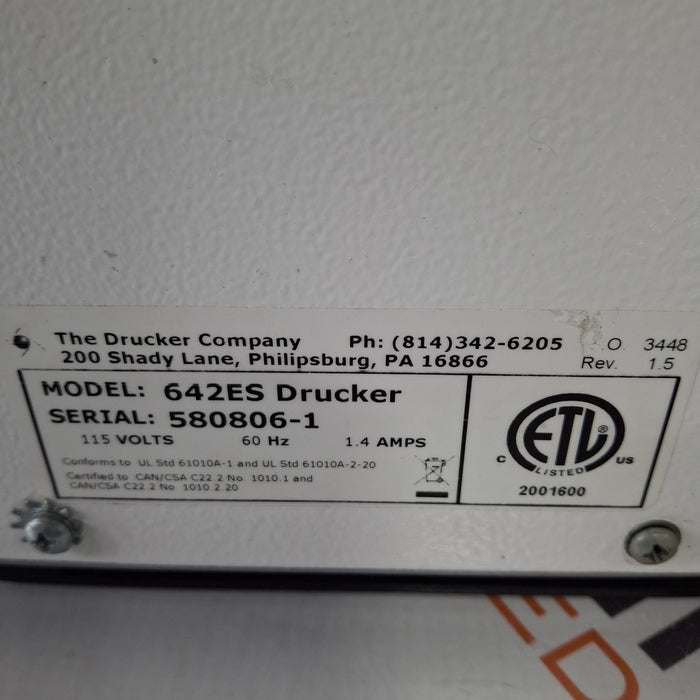 The Drucker Company Ph: (814)342-6205 .O. 3448
200 Shady Lane, Philipsburg, PA 16866 Rev. 1.5
MODEL: 642ES Drucker
SERIAL: 580806-1
115 VOLTS 60 Hz 1.4 AMPS
Conforms to UL Std 61010A-1 and UL Std 61010A-2-20
Certified to CAN/CSA C22 2 No 1010.1 and
CAN/CSA C22 2 No 1010 2 20
ETL ®
C LISTED US
2001600
ED